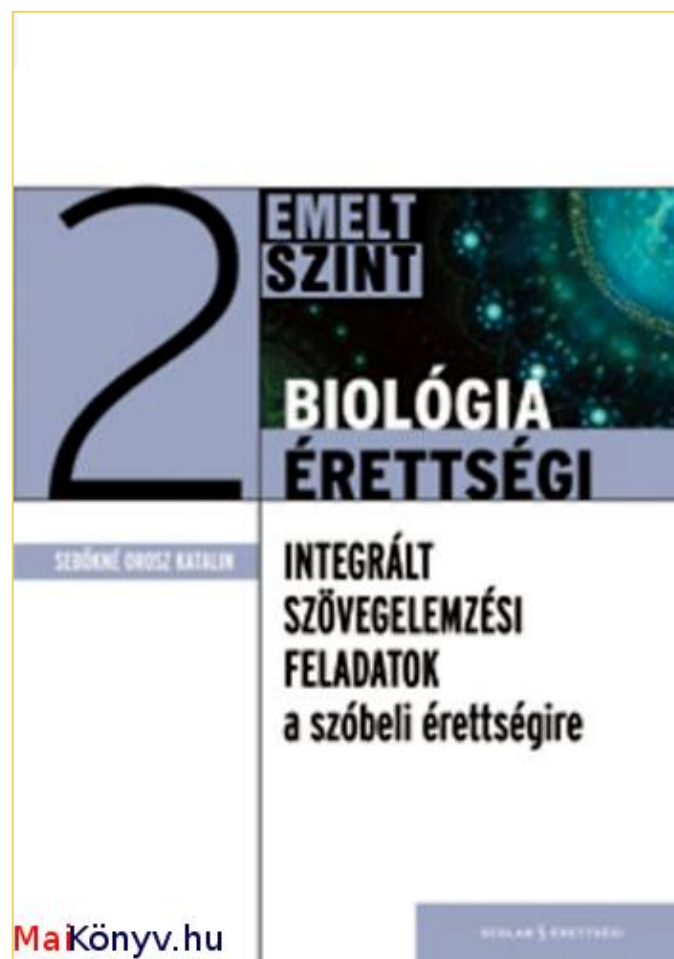 2
EMELT
SZINT
BIOLÓGIA
ÉRETTSÉGI
SEBŐKNÉ OROSZ KATALIN
INTEGRÁLT
SZÖVEGELEMZÉSI
FELADATOK
a szóbeli érettségire
MaiKönyv.hu
SCOLAR § ÉRETTSÉGI